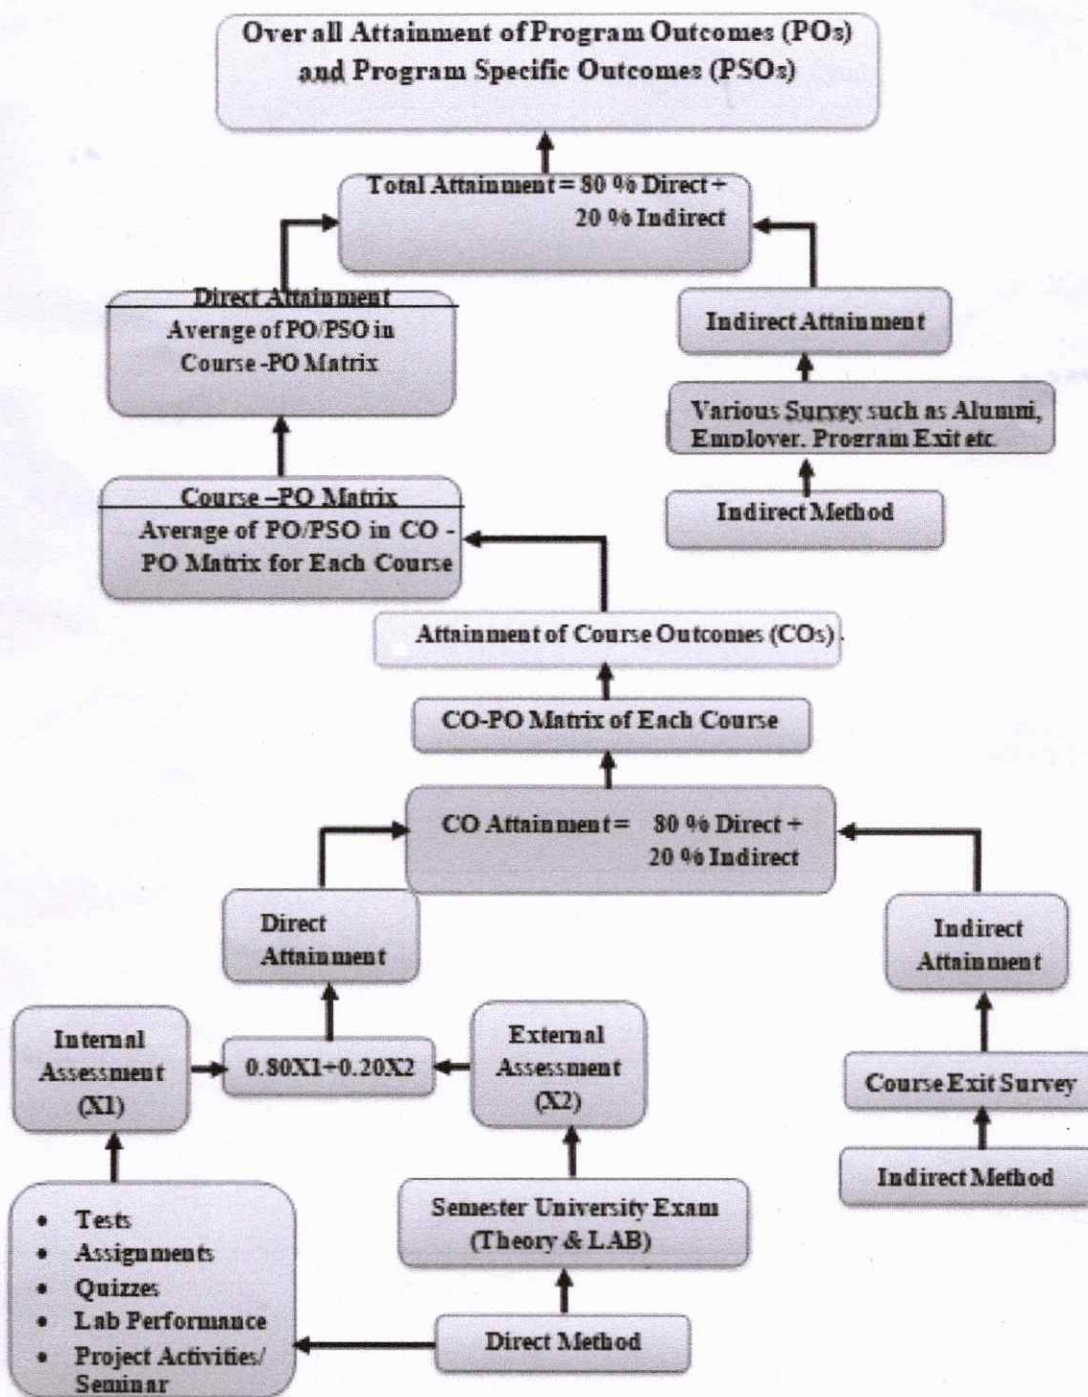 Over all Attainment of Program Outcomes (POs)
and Program Specific Outcomes (PSOs)
Total Attainment = 80 % Direct +
20 % Indirect
Direct Attainment
Average of PO/PSO in
Course -PO Matrix
Indirect Attainment
Various Survey such as Alumni,
Employer, Program Exit etc.
Indirect Method
Course –PO Matrix
Average of PO/PSO in CO -
PO Matrix for Each Course
Attainment of Course Outcomes (COs)
CO-PO Matrix of Each Course
CO Attainment = 80 % Direct +
20 % Indirect
Direct
Attainment
Indirect
Attainment
Internal
Assessment
(X1)
0.80X1+0.20X2
External
Assessment
(X2)
Course Exit Survey
Indirect Method
• Tests
• Assignments
• Quizzes
• Lab Performance
• Project Activities/
Seminar
Semester University Exam
(Theory & LAB)
Direct Method